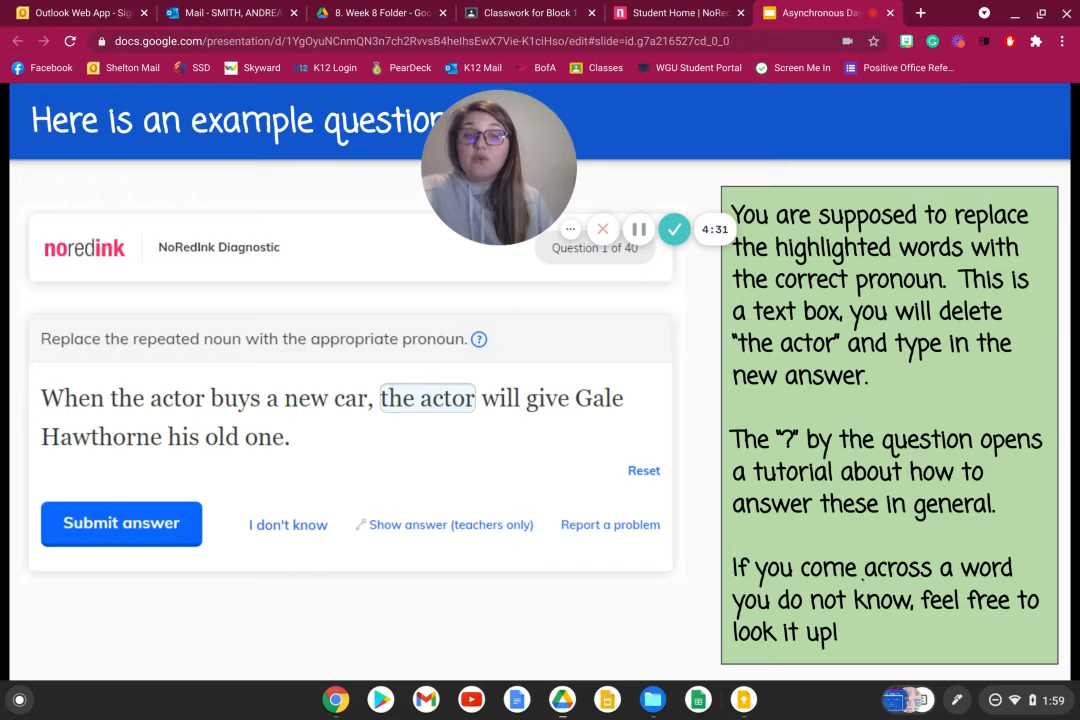 Outlook Web App - Sig
Mail - SMITH, ANDREA
8. Week 8 Folder - Goo
Classwork for Block 1
Student Home | NoRec
Asynchronous Day
docs.google.com/presentation/d/1YgOyuNCnmQN3n7ch2RvvsB4heIhsEwX7Vie-K1ciHso/edit#slide=id.g7a216527cd_0_0
Facebook
Shelton Mail
SSD
Skyward
K12 Login
PearDeck
K12 Mail
BofA
Classes
WGU Student Portal
Screen Me In
Positive Office Refe...
Here is an example question
noredink
NoRedInk Diagnostic
Question 1 of 40
4:31
Replace the repeated noun with the appropriate pronoun. ?
When the actor buys a new car, the actor will give Gale
Hawthorne his old one.
Reset
Submit answer
I don't know
Show answer (teachers only)
Report a problem
You are supposed to replace
the highlighted words with
the correct pronoun. This is
a text box, you will delete
"the actor" and type in the
new answer.
The "?" by the question opens
a tutorial about how to
answer these in general.
If you come across a word
you do not know, feel free to
look it up!
1:59